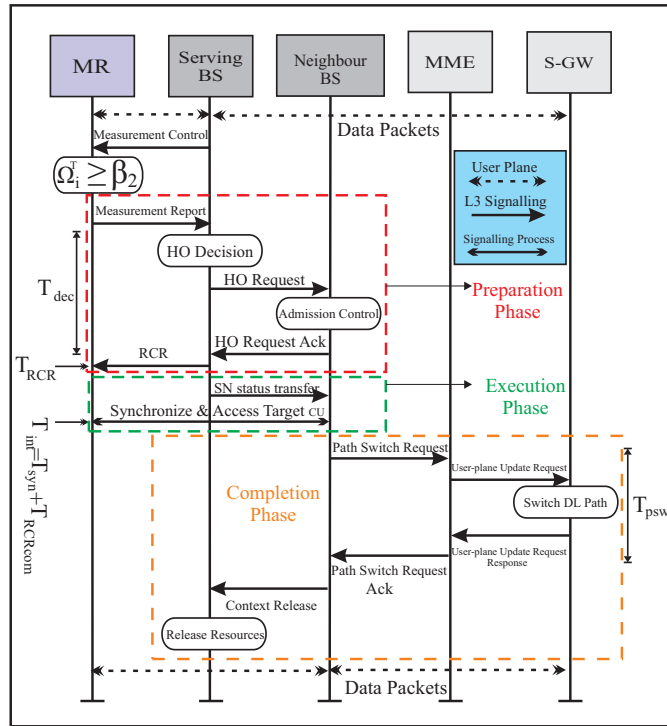 MR
Serving
BS
Neighbour
BS
MME
S-GW
Data Packets
Measurement Control
Ω_i^T ≥ β_2
User Plane
L3 Signalling
Signalling Process
Measurement Report
HO Decision
HO Request
T_dec
Admission Control
Preparation
Phase
HO Request Ack
RCR
T_RCR
SN status transfer
Execution
Phase
Synchronize & Access Target CU
T_int=T_syn+T_RCRcom
Path Switch Request
User-plane Update Request
Completion
Phase
Switch DL Path
T_psw
User-plane Update Request
Response
Path Switch Request
Ack
Context Release
Release Resources
Data Packets